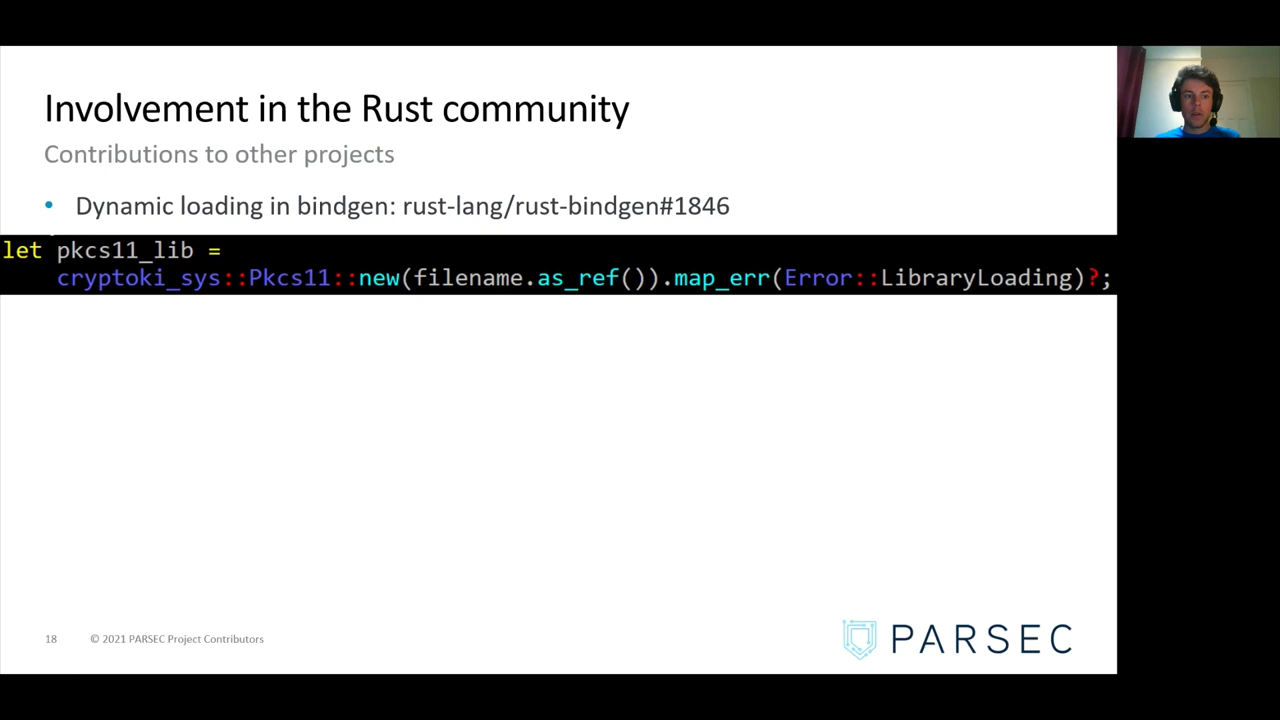 Involvement in the Rust community
Contributions to other projects
• Dynamic loading in bindgen: rust-lang/rust-bindgen#1846
let pkcs11_lib =
    cryptoki_sys::Pkcs11::new(filename.as_ref()).map_err(Error::LibraryLoading)?;
18 © 2021 PARSEC Project Contributors
PARSEC